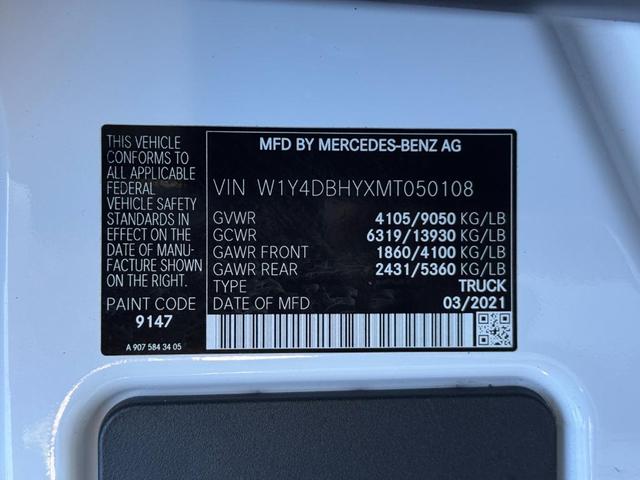 THIS VEHICLE
CONFORMS TO
ALL APPLICABLE
FEDERAL
VEHICLE SAFETY
STANDARDS IN
EFFECT ON THE
DATE OF MANU-
FACTURE SHOWN
ON THE RIGHT.
PAINT CODE
9147
A 907 584 34 05
MFD BY MERCEDES-BENZ AG
VIN W1Y4DBHYXMT050108
GVWR 4105/9050 KG/LB
GCWR 6319/13930 KG/LB
GAWR FRONT 1860/4100 KG/LB
GAWR REAR 2431/5360 KG/LB
TYPE TRUCK
DATE OF MFD 03/2021